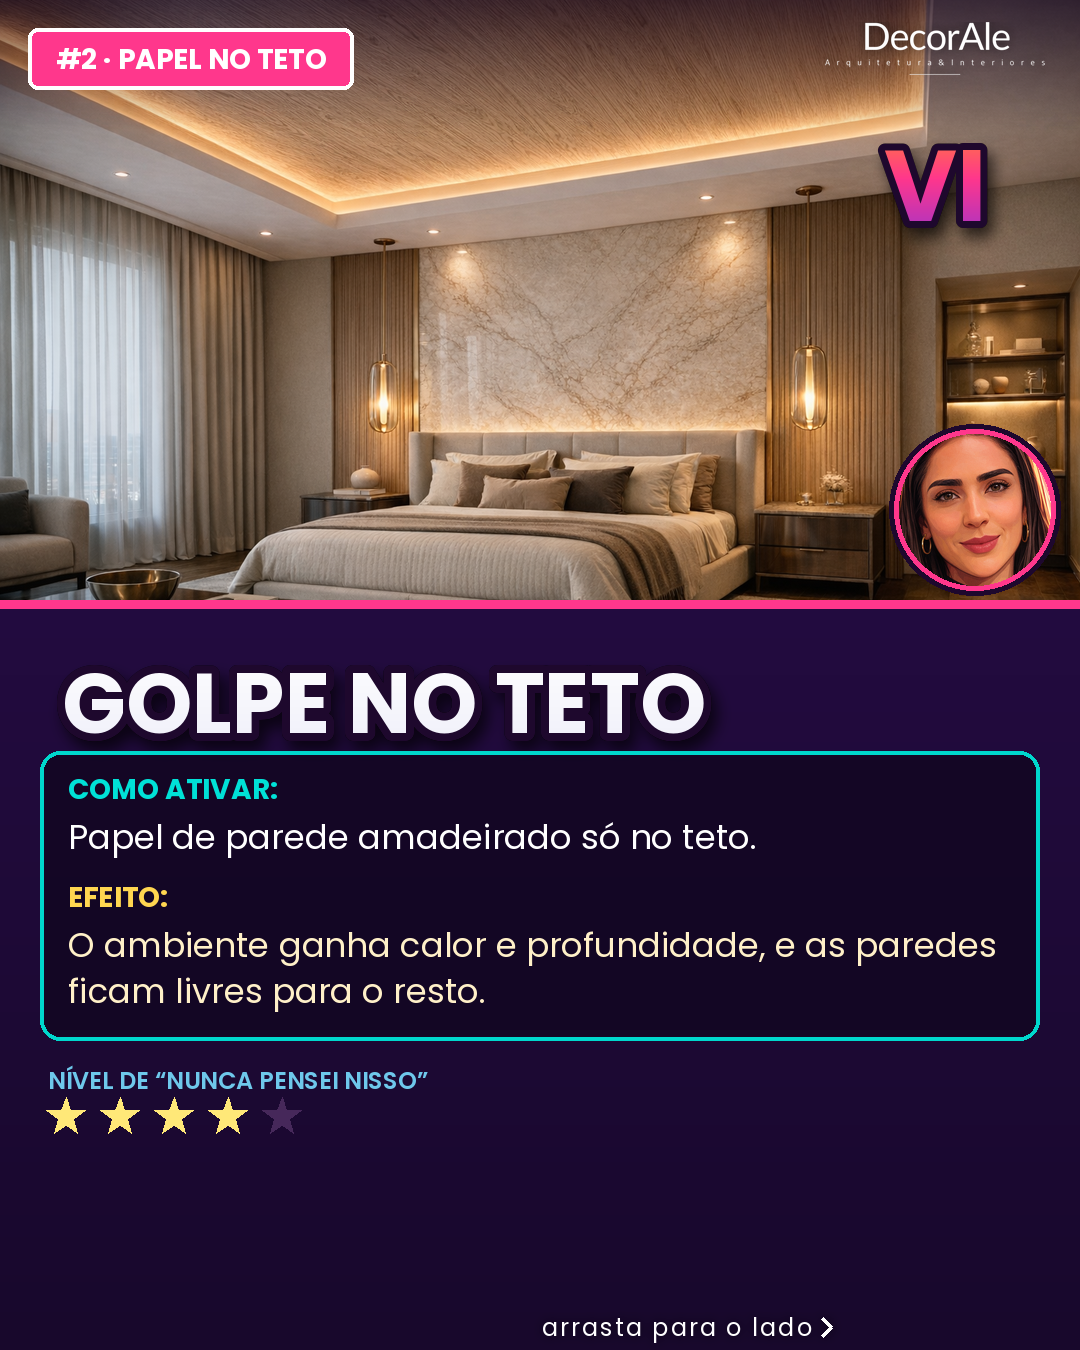 #2 · PAPEL NO TETO
DecorAle
Arquitetura&Interiores
VI
GOLPE NO TETO
COMO ATIVAR:
Papel de parede amadeirado só no teto.
EFEITO:
O ambiente ganha calor e profundidade, e as paredes
ficam livres para o resto.
NÍVEL DE “NUNCA PENSEI NISSO”
arrasta para o lado